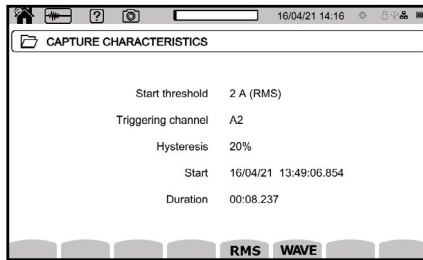 ?
16/04/21 14:16
CAPTURE CHARACTERISTICS
Start threshold 2 A (RMS)
Triggering channel A2
Hysteresis 20%
Start 16/04/21 13:49:06.854
Duration 00:08.237
RMS WAVE